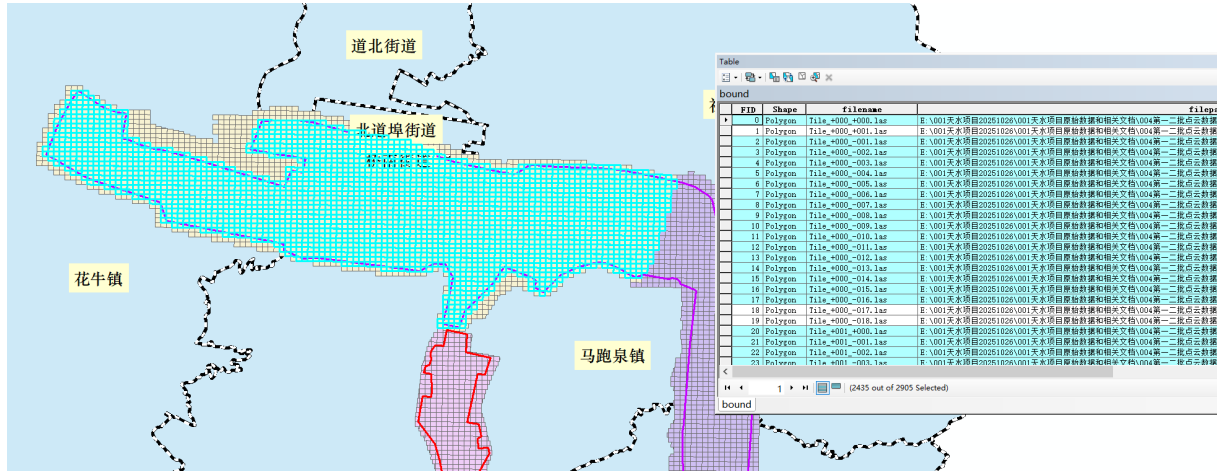 道北街道
北道埠街道
花牛镇
马跑泉镇
Table
bound
FID Shape filename
0 Polygon Tile_+000_+000.las E:\001天水项目20251026\001天水项目原始数据和相关文档\004第一二批点云数据
1 Polygon Tile_+000_+001.las E:\001天水项目20251026\001天水项目原始数据和相关文档\004第一二批点云数据
2 Polygon Tile_+000_-001.las E:\001天水项目20251026\001天水项目原始数据和相关文档\004第一二批点云数据
3 Polygon Tile_+000_-002.las E:\001天水项目20251026\001天水项目原始数据和相关文档\004第一二批点云数据
4 Polygon Tile_+000_-003.las E:\001天水项目20251026\001天水项目原始数据和相关文档\004第一二批点云数据
5 Polygon Tile_+000_-004.las E:\001天水项目20251026\001天水项目原始数据和相关文档\004第一二批点云数据
6 Polygon Tile_+000_-005.las E:\001天水项目20251026\001天水项目原始数据和相关文档\004第一二批点云数据
7 Polygon Tile_+000_-006.las E:\001天水项目20251026\001天水项目原始数据和相关文档\004第一二批点云数据
8 Polygon Tile_+000_-007.las E:\001天水项目20251026\001天水项目原始数据和相关文档\004第一二批点云数据
9 Polygon Tile_+000_-008.las E:\001天水项目20251026\001天水项目原始数据和相关文档\004第一二批点云数据
10 Polygon Tile_+000_-009.las E:\001天水项目20251026\001天水项目原始数据和相关文档\004第一二批点云数据
11 Polygon Tile_+000_-010.las E:\001天水项目20251026\001天水项目原始数据和相关文档\004第一二批点云数据
12 Polygon Tile_+000_-011.las E:\001天水项目20251026\001天水项目原始数据和相关文档\004第一二批点云数据
13 Polygon Tile_+000_-012.las E:\001天水项目20251026\001天水项目原始数据和相关文档\004第一二批点云数据
14 Polygon Tile_+000_-013.las E:\001天水项目20251026\001天水项目原始数据和相关文档\004第一二批点云数据
15 Polygon Tile_+000_-014.las E:\001天水项目20251026\001天水项目原始数据和相关文档\004第一二批点云数据
16 Polygon Tile_+000_-015.las E:\001天水项目20251026\001天水项目原始数据和相关文档\004第一二批点云数据
17 Polygon Tile_+000_-016.las E:\001天水项目20251026\001天水项目原始数据和相关文档\004第一二批点云数据
18 Polygon Tile_+000_-017.las E:\001天水项目20251026\001天水项目原始数据和相关文档\004第一二批点云数据
19 Polygon Tile_+000_-018.las E:\001天水项目20251026\001天水项目原始数据和相关文档\004第一二批点云数据
20 Polygon Tile_+001_+000.las E:\001天水项目20251026\001天水项目原始数据和相关文档\004第一二批点云数据
21 Polygon Tile_+001_-001.las E:\001天水项目20251026\001天水项目原始数据和相关文档\004第一二批点云数据
22 Polygon Tile_+001_-002.las E:\001天水项目20251026\001天水项目原始数据和相关文档\004第一二批点云数据
23 Polygon Tile_+001_-003.las E:\001天水项目20251026\001天水项目原始数据和相关文档\004第一二批点云数据
1 (2435 out of 2905 Selected)
bound